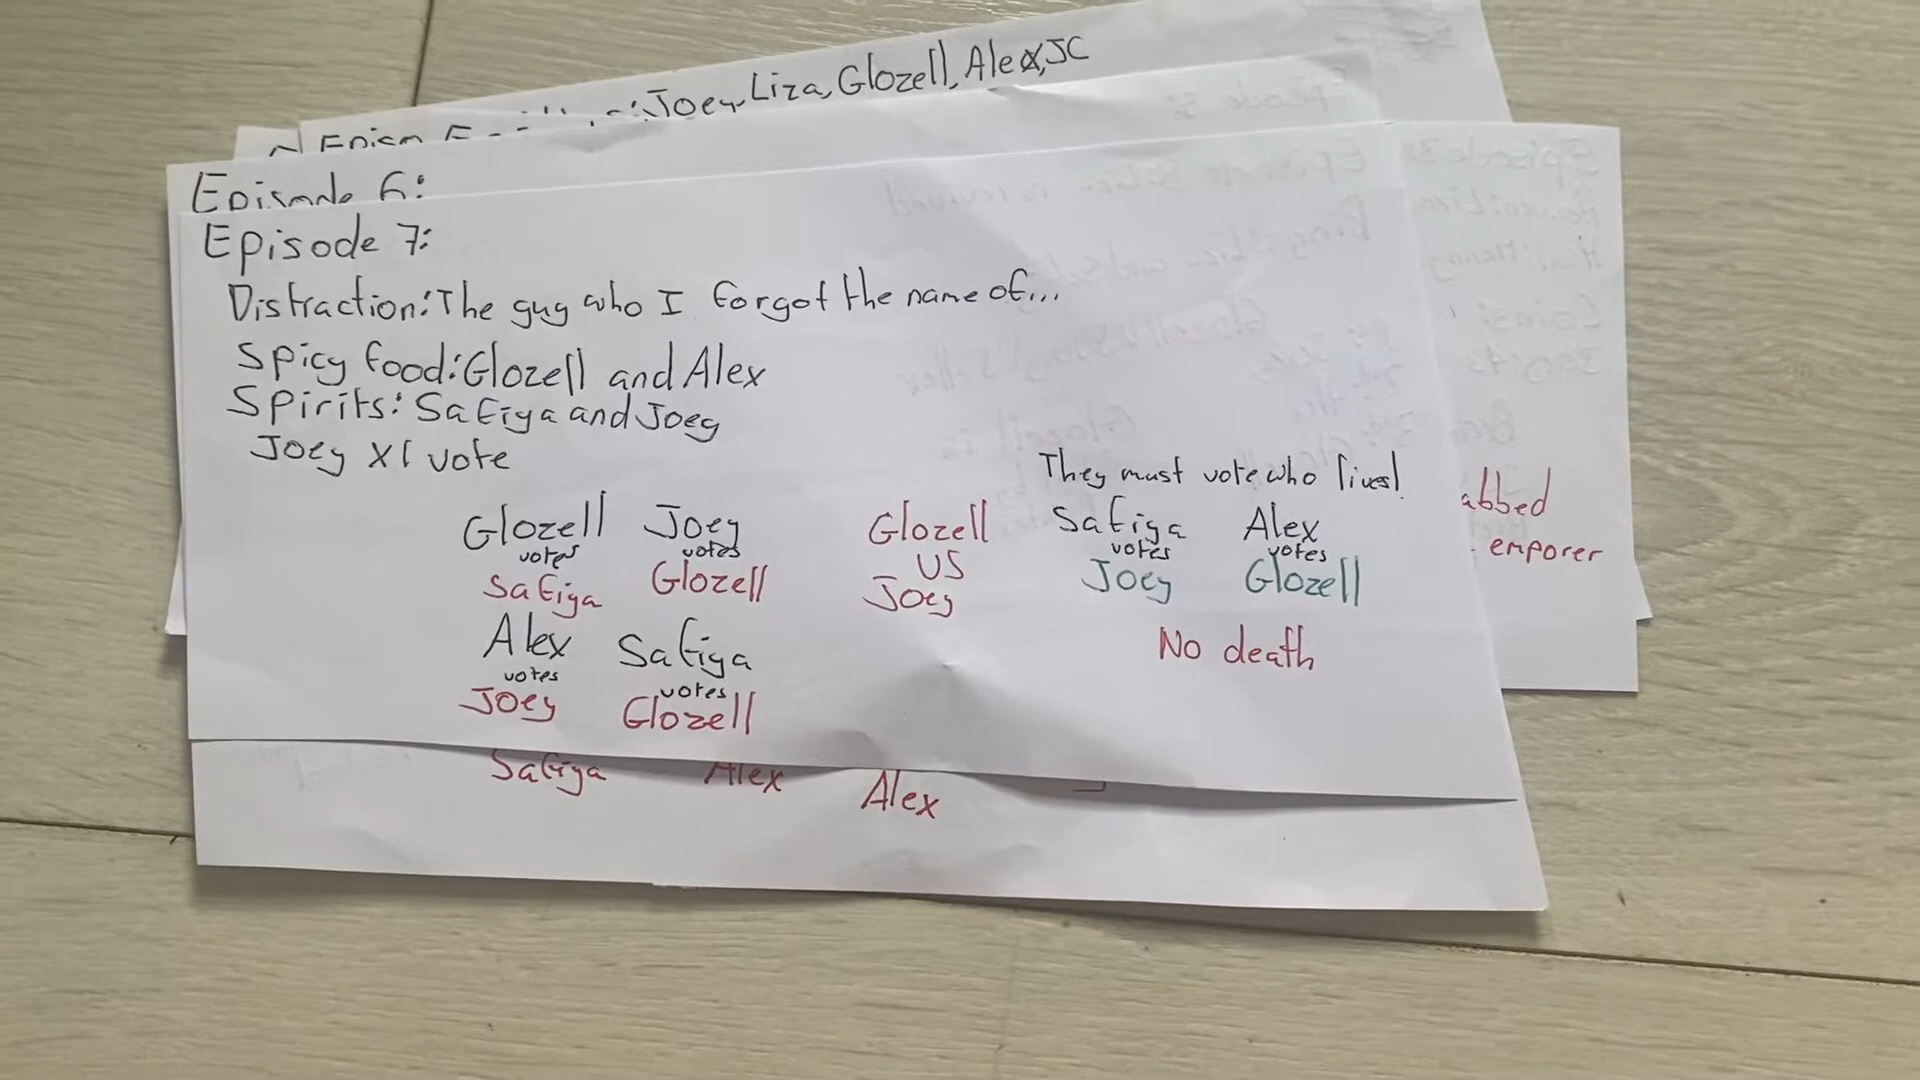 Joey, Liza, Glozell, Alex, JC
Episode 6:
Episode 7:
Distraction: The guy who I forgot the name of...
Spicy food: Glozell and Alex
Spirits: Safiya and Joey
Joey X1 vote
They must vote who lives!
Glozell Joey Glozell Safiya Alex
votes votes VS votes votes
Safiya Glozell Joey Joey Glozell
Alex Safiya No death
votes votes
Joey Glozell
Safiya Alex Alex
abbed
emporer